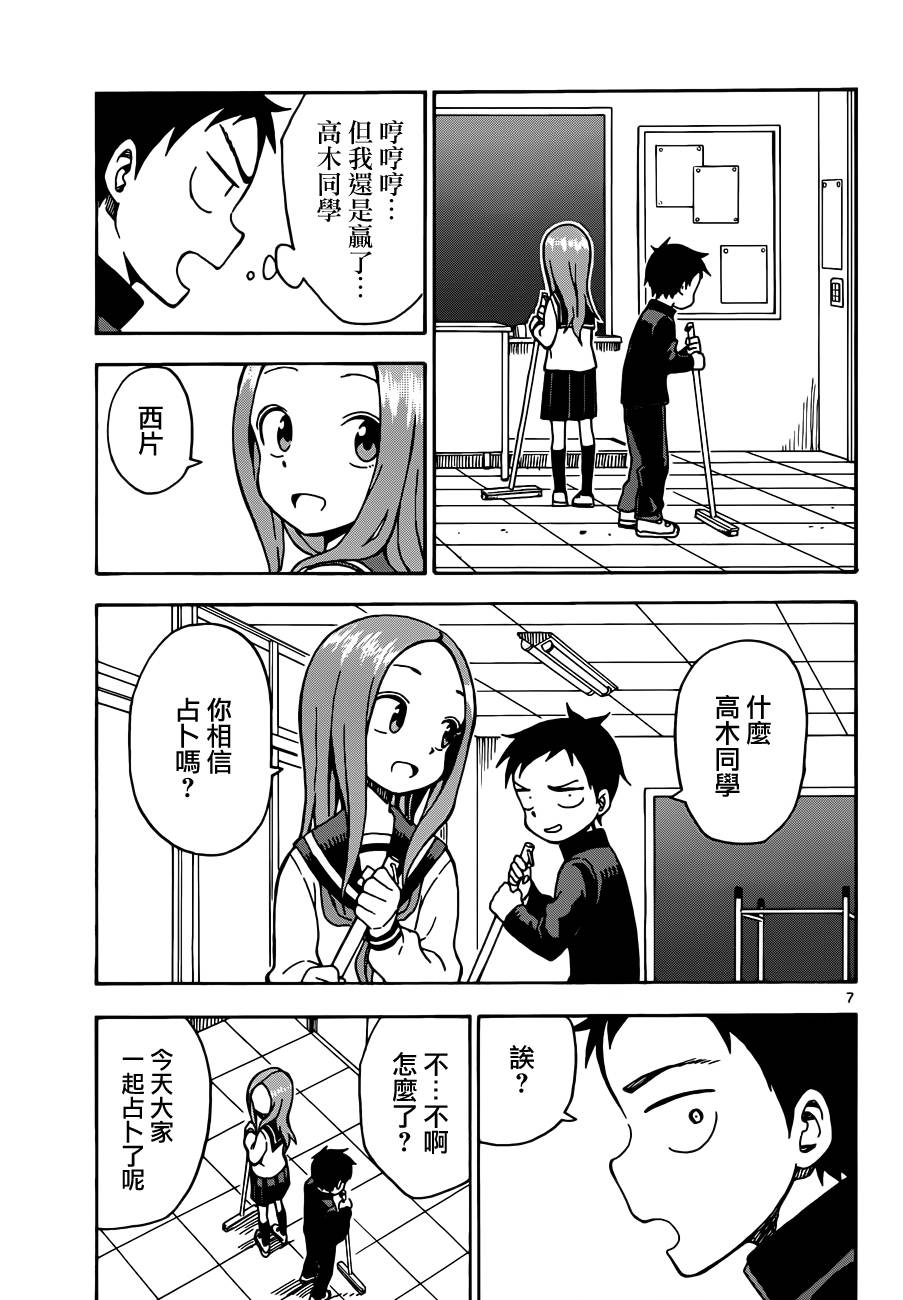 哼哼哼…
但我還是贏了…
高木同學
西片
什麼
高木同學
你相信
占卜嗎?
7
誒?
不…不啊
怎麼了?
今天大家
一起占卜了呢